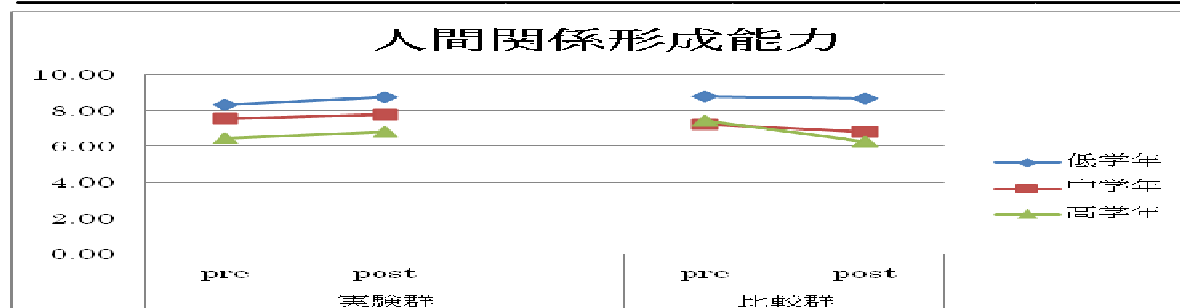 人間関係形成能力
10.00
8.00
6.00
4.00
2.00
0.00
pre post pre post
実験群 比較群
低学年
中学年
高学年